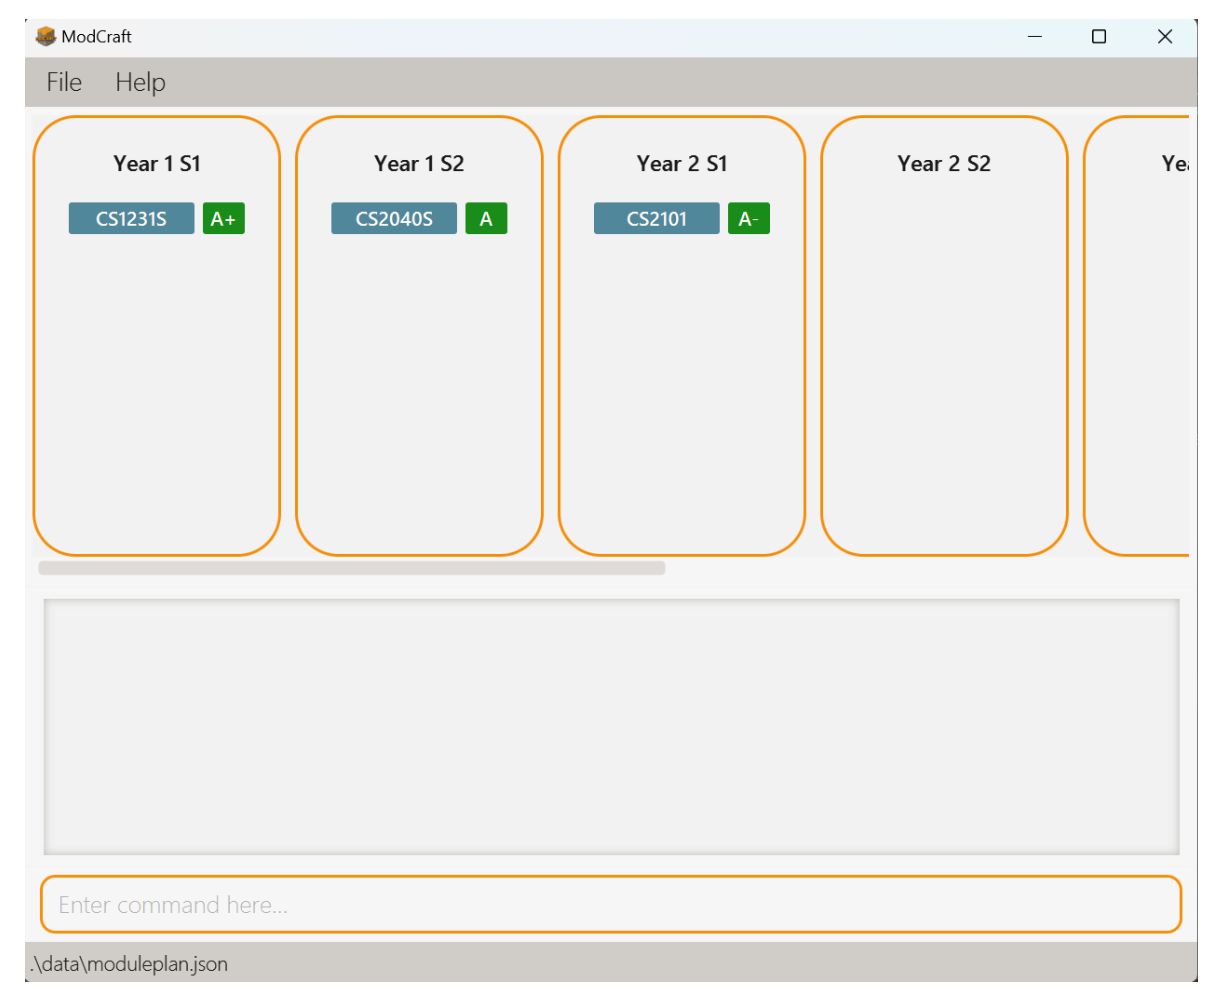 ModCraft
File Help
Year 1 S1 Year 1 S2 Year 2 S1 Year 2 S2
CS1231S A+ CS2040S A CS2101 A-
Enter command here...
.\data\moduleplan.json